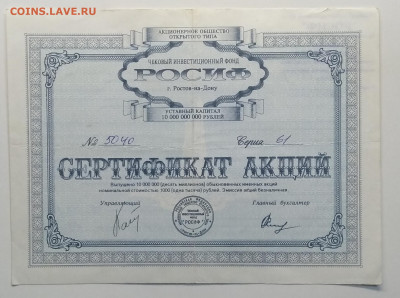 COINS.LAVE.RU
АКЦИОНЕРНОЕ ОБЩЕСТВО
ОТКРЫТОГО ТИПА
ЧЕКОВЫЙ ИНВЕСТИЦИОННЫЙ ФОНД
РОСИФ
г. Ростов-на-Дону
УСТАВНЫЙ КАПИТАЛ
10 000 000 000 РУБЛЕЙ
№ 5040 Серия 61
СЕРТИФИКАТ АКЦИЙ
Выпущено 10 000 000 (десять миллионов) обыкновенных именных акций
номинальной стоимостью 1000 (одна тысяча) рублей. Эмиссия акций безналичная
Управляющий Главный бухгалтер
РОСИФ